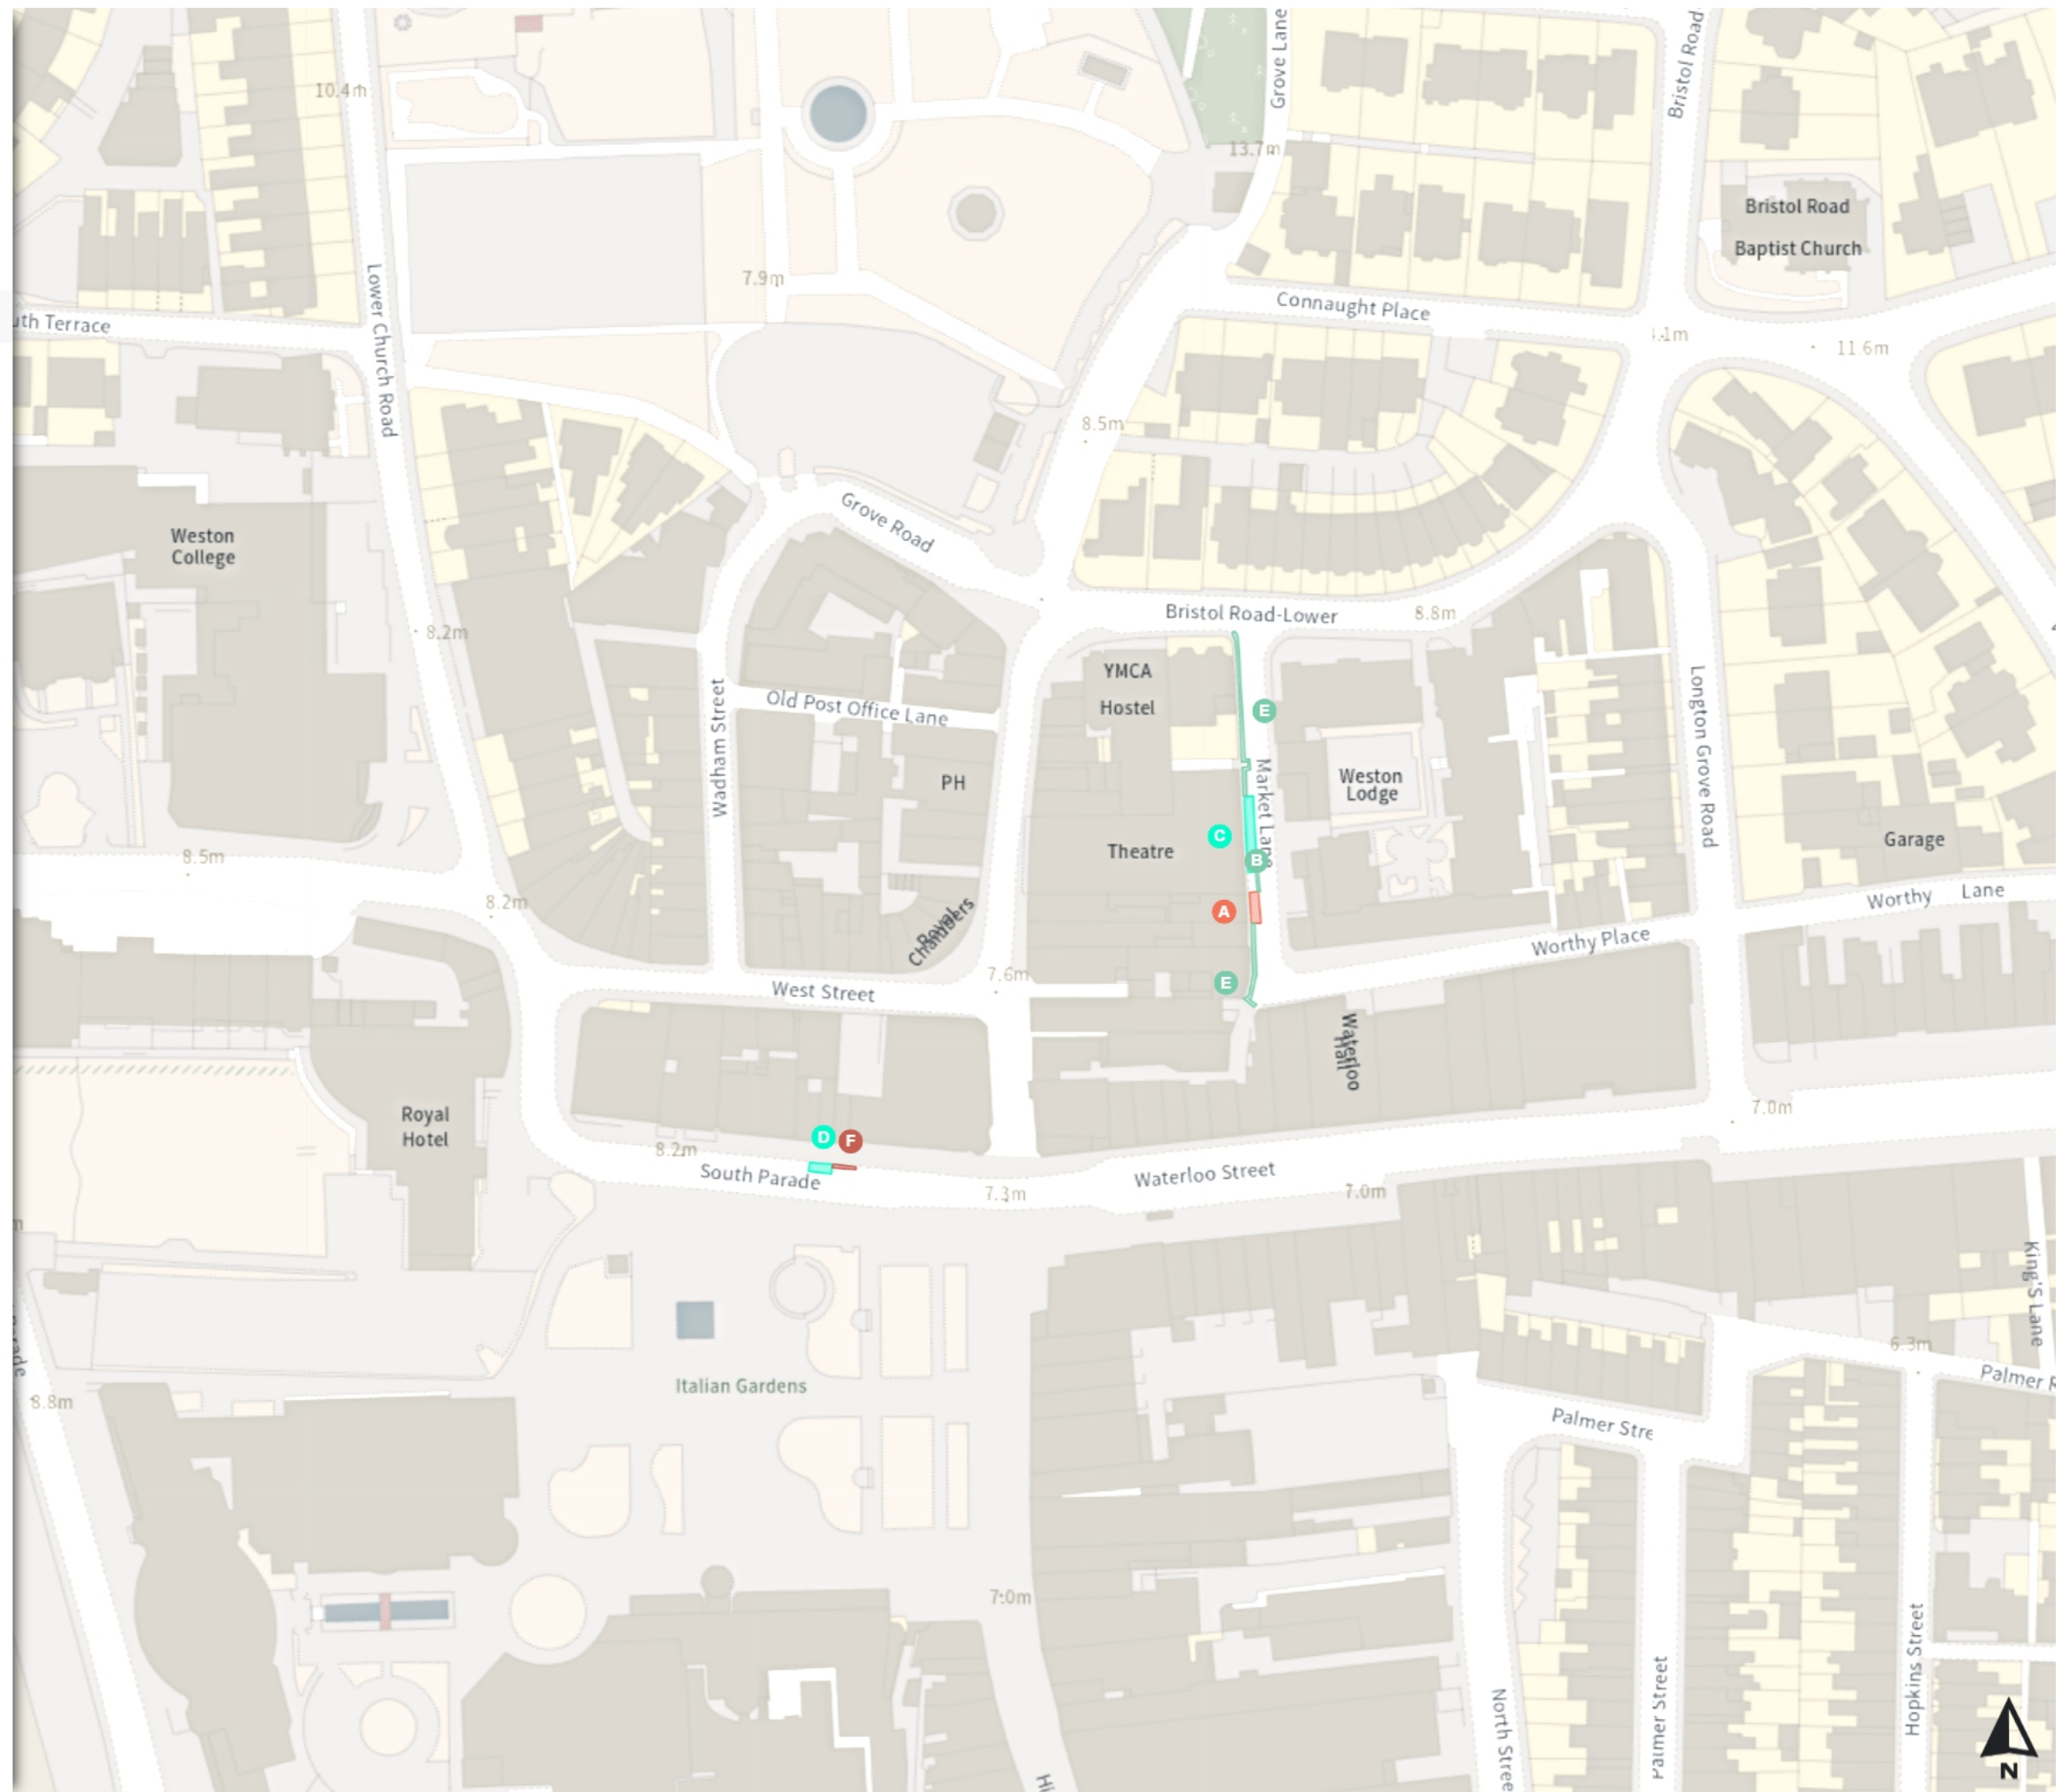 Grove Lane
Bristol Road
10.4m
13.7m
Bristol Road
Baptist Church
7.9m
Connaught Place
uth Terrace
Lower Church Road
11.6m
8.5m
Grove Road
Weston
College
Bristol Road-Lower
8.8m
8.2m
YMCA
Hostel
Longton Grove Road
Wadham Street
Old Post Office Lane
E
PH
Market Lane
Weston
Lodge
C
Theatre
B
Garage
8.5m
Worthy Lane
8.2m
Royal
Chambers
A
Worthy Place
7.6m
West Street
E
Waterloo
Hall
Royal
Hotel
7.0m
D
F
8.2m
South Parade
Waterloo Street
7.3m
7.0m
King'S Lane
Parade
6.3m
Palmer R
Italian Gardens
8.8m
Palmer Stre
7.0m
Hopkins Street
Palmer Street
North Stree
Hi
N